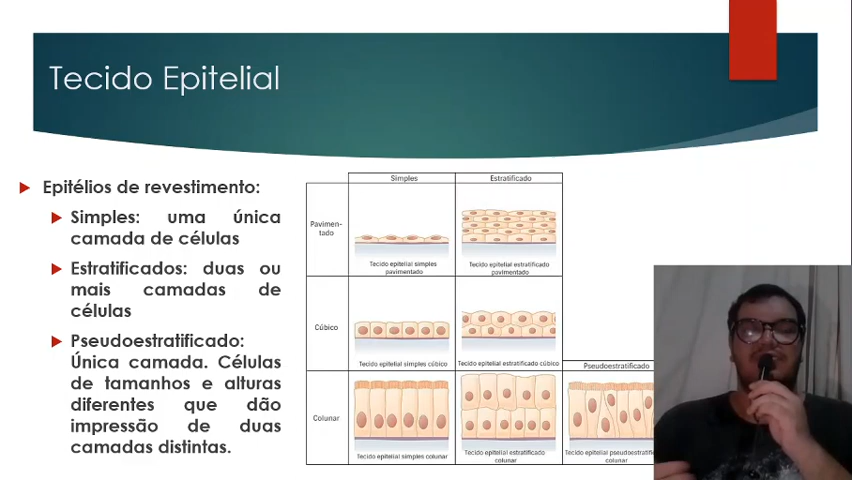 Tecido Epitelial
Epitélios de revestimento:
Simples: uma única
camada de células
Estratificados: duas ou
mais camadas de
células
Pseudoestratificado:
Única camada. Células
de tamanhos e alturas
diferentes que dão
impressão de duas
camadas distintas.
Simples
Estratificado
Pavimen-
tado
Tecido epitelial simples
pavimentado
Tecido epitelial estratificado
pavimentado
Cúbico
Tecido epitelial simples cúbico
Tecido epitelial estratificado cúbico
Pseudoestratificado
Colunar
Tecido epitelial simples colunar
Tecido epitelial estratificado
colunar
Tecido epitelial pseudoestratifi
colunar